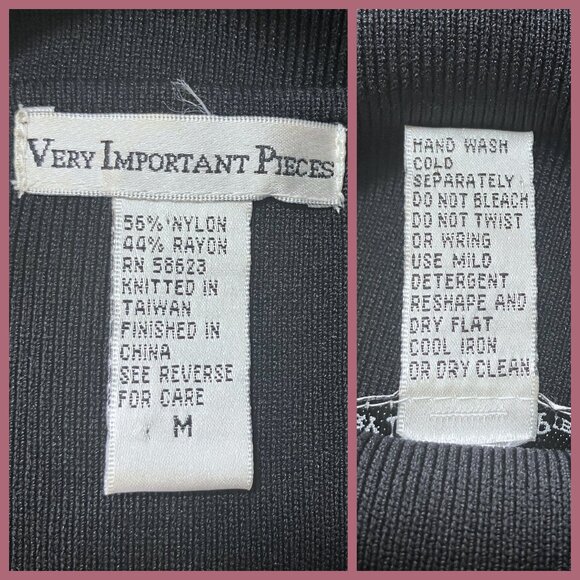 VERY IMPORTANT PIECES
56% NYLON
44% RAYON
RN 58623
KNITTED IN
TAIWAN
FINISHED IN
CHINA
SEE REVERSE
FOR CARE
M
HAND WASH
COLD
SEPARATELY
DO NOT BLEACH
DO NOT TWIST
OR WRING
USE MILD
DETERGENT
RESHAPE AND
DRY FLAT
COOL IRON
OR DRY CLEAN